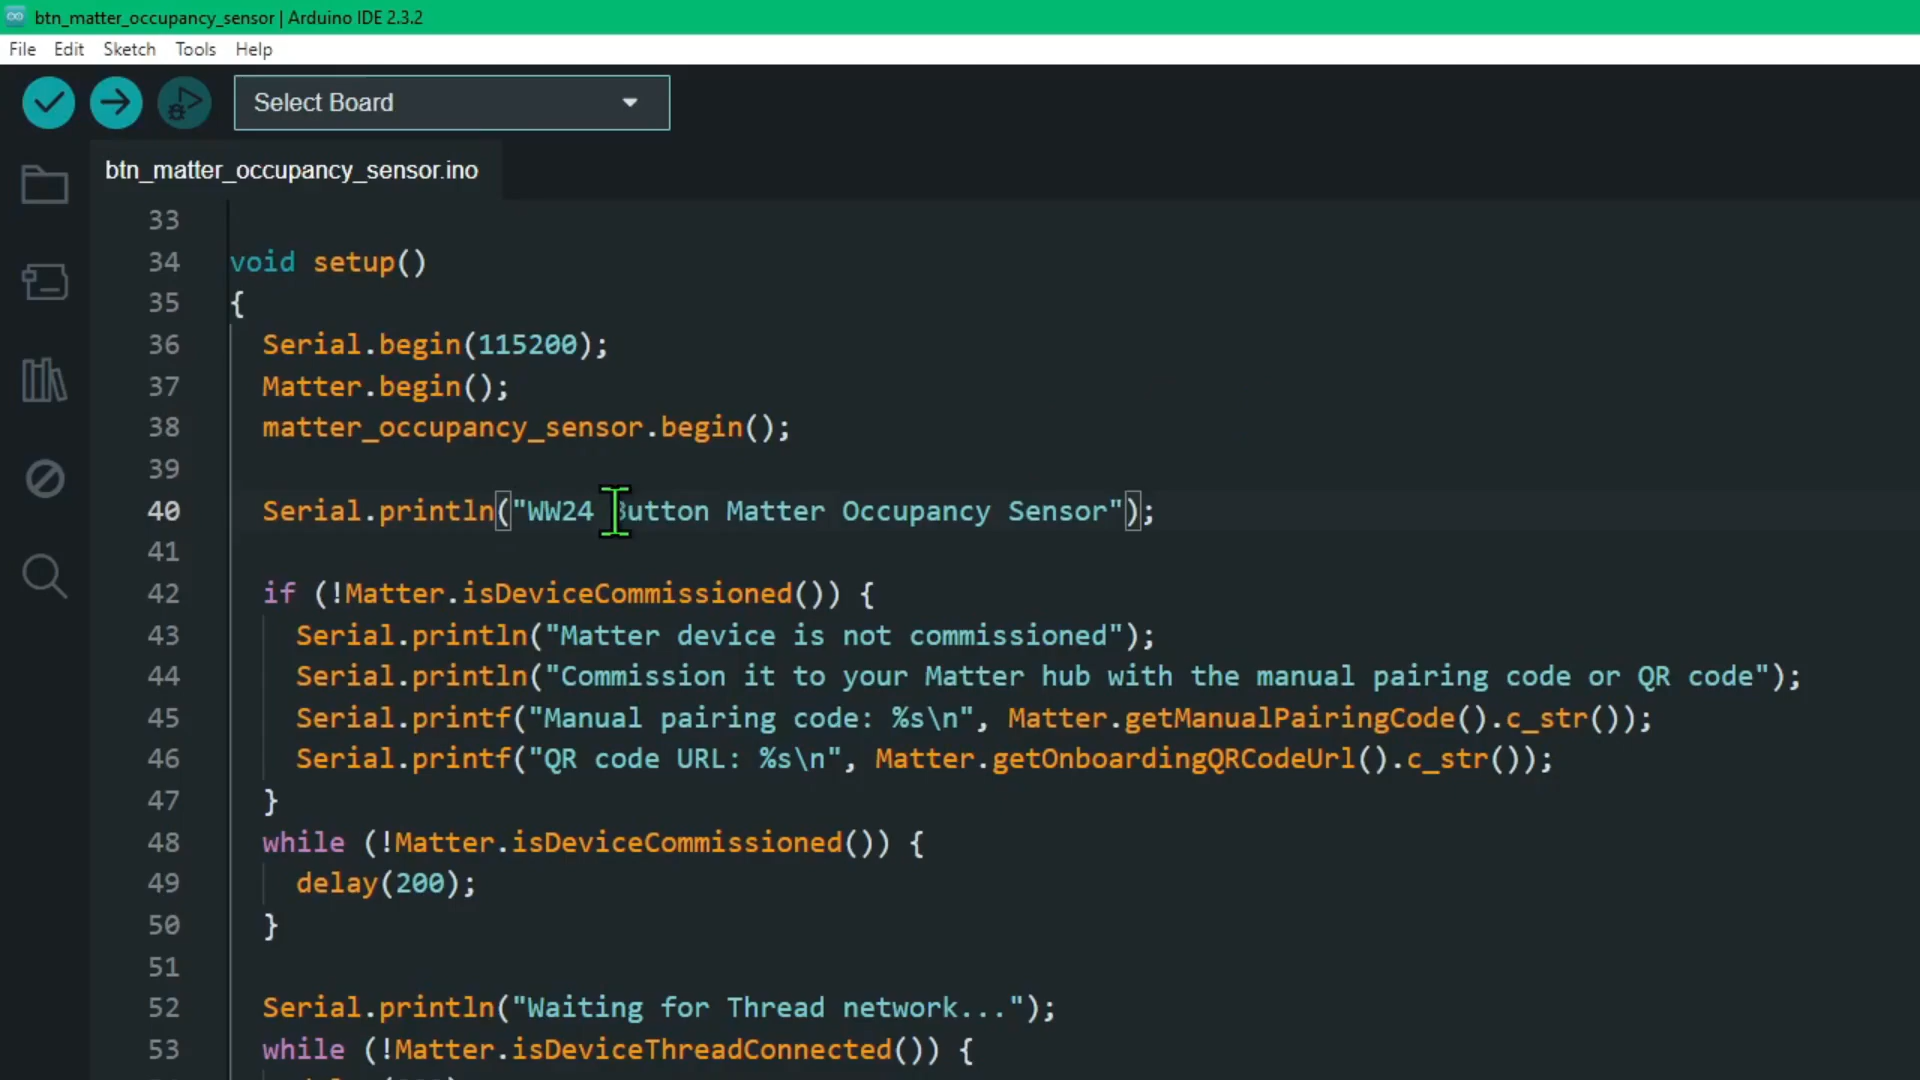 btn_matter_occupancy_sensor | Arduino IDE 2.3.2
File Edit Sketch Tools Help
Select Board
btn_matter_occupancy_sensor.ino
33
34 void setup()
35 {
36 Serial.begin(115200);
37 Matter.begin();
38 matter_occupancy_sensor.begin();
39
40 Serial.println("WW24 Button Matter Occupancy Sensor");
41
42 if (!Matter.isDeviceCommissioned()) {
43 Serial.println("Matter device is not commissioned");
44 Serial.println("Commission it to your Matter hub with the manual pairing code or QR code");
45 Serial.printf("Manual pairing code: %s\n", Matter.getManualPairingCode().c_str());
46 Serial.printf("QR code URL: %s\n", Matter.getOnboardingQRCodeUrl().c_str());
47 }
48 while (!Matter.isDeviceCommissioned()) {
49 delay(200);
50 }
51
52 Serial.println("Waiting for Thread network...");
53 while (!Matter.isDeviceThreadConnected()) {